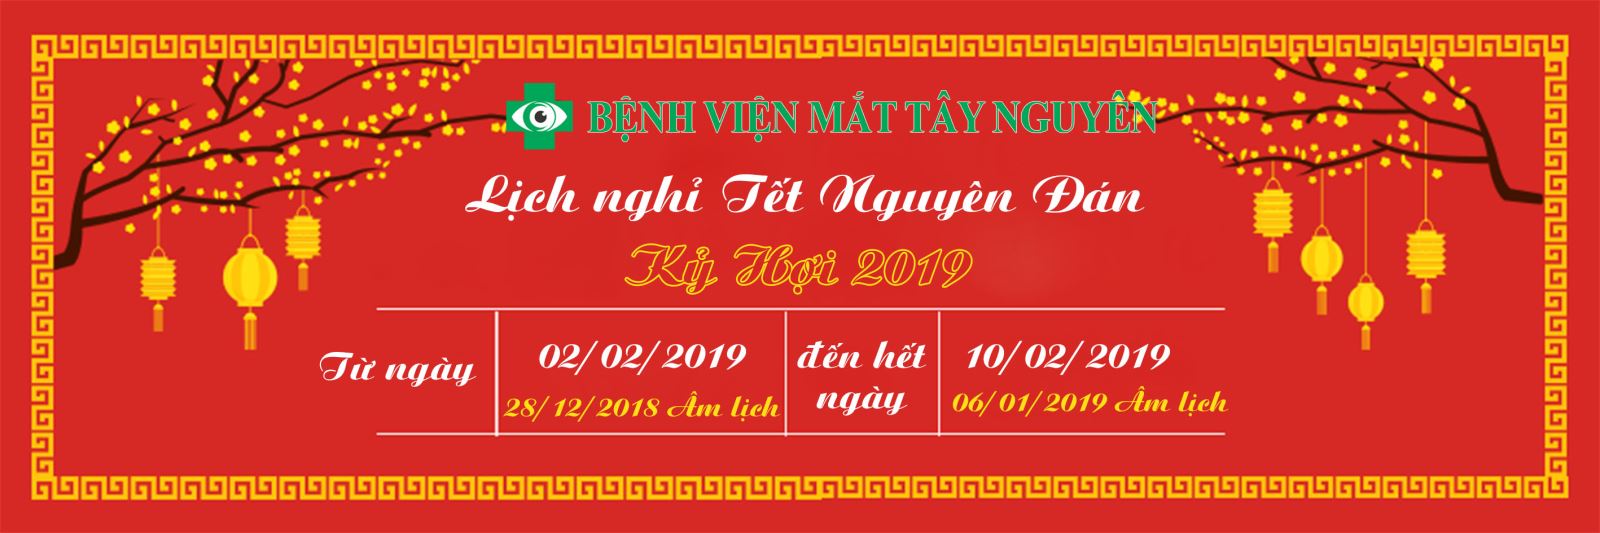 BỆNH VIỆN MẮT TÂY NGUYÊN
Lịch nghỉ Tết Nguyên Đán
Kỷ Hợi 2019
Từ ngày
02/02/2019
28/12/2018 Âm lịch
đến hết
ngày
10/02/2019
06/01/2019 Âm lịch